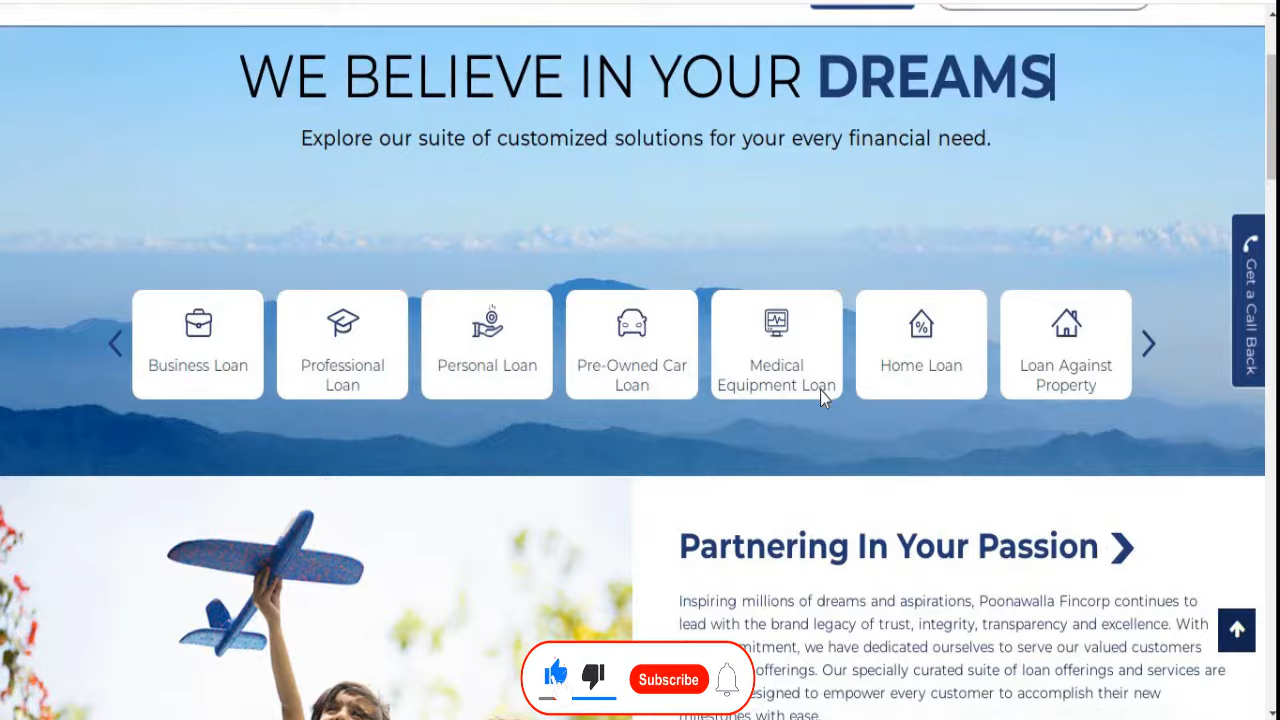 WE BELIEVE IN YOUR DREAMS
Explore our suite of customized solutions for your every financial need.
Business Loan
Professional
Loan
Personal Loan
Pre-Owned Car
Loan
Medical
Equipment Loan
Home Loan
Loan Against
Property
Get a Call Back
Partnering In Your Passion
Inspiring millions of dreams and aspirations, Poonawalla Fincorp continues to
lead with the brand legacy of trust, integrity, transparency and excellence. With
we have dedicated ourselves to serve our valued customers
offerings. Our specially curated suite of loan offerings and services are
to empower every customer to accomplish their new
milestones with ease.
Subscribe